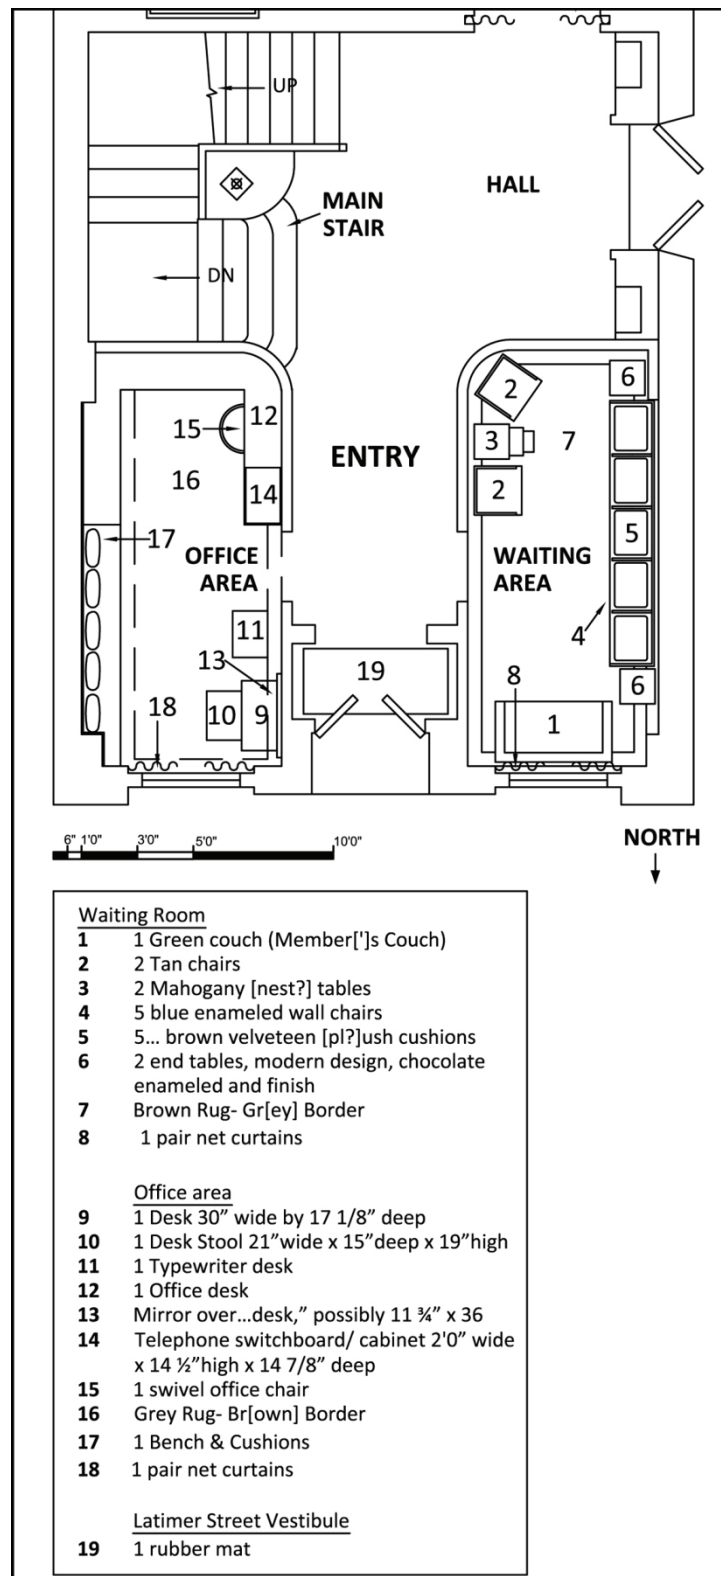 UP
MAIN
STAIR
HALL
DN
2
6
12
15
3
7
16
ENTRY
14
2
5
17
OFFICE
AREA
WAITING
AREA
11
4
13
19
8
6
18
10
9
1
6" 1'0" 3'0" 5'0" 10'0"
NORTH
Waiting Room
1 1 Green couch (Member[']s Couch)
2 2 Tan chairs
3 2 Mahogany [nest?] tables
4 5 blue enameled wall chairs
5 5... brown velveteen [pl?]ush cushions
6 2 end tables, modern design, chocolate
enameled and finish
7 Brown Rug- Gr[ey] Border
8 1 pair net curtains
Office area
9 1 Desk 30” wide by 17 1/8” deep
10 1 Desk Stool 21”wide x 15”deep x 19”high
11 1 Typewriter desk
12 1 Office desk
13 Mirror over...desk,” possibly 11 ¾” x 36
14 Telephone switchboard/ cabinet 2'0” wide
x 14 ½”high x 14 7/8” deep
15 1 swivel office chair
16 Grey Rug- Br[own] Border
17 1 Bench & Cushions
18 1 pair net curtains
Latimer Street Vestibule
19 1 rubber mat